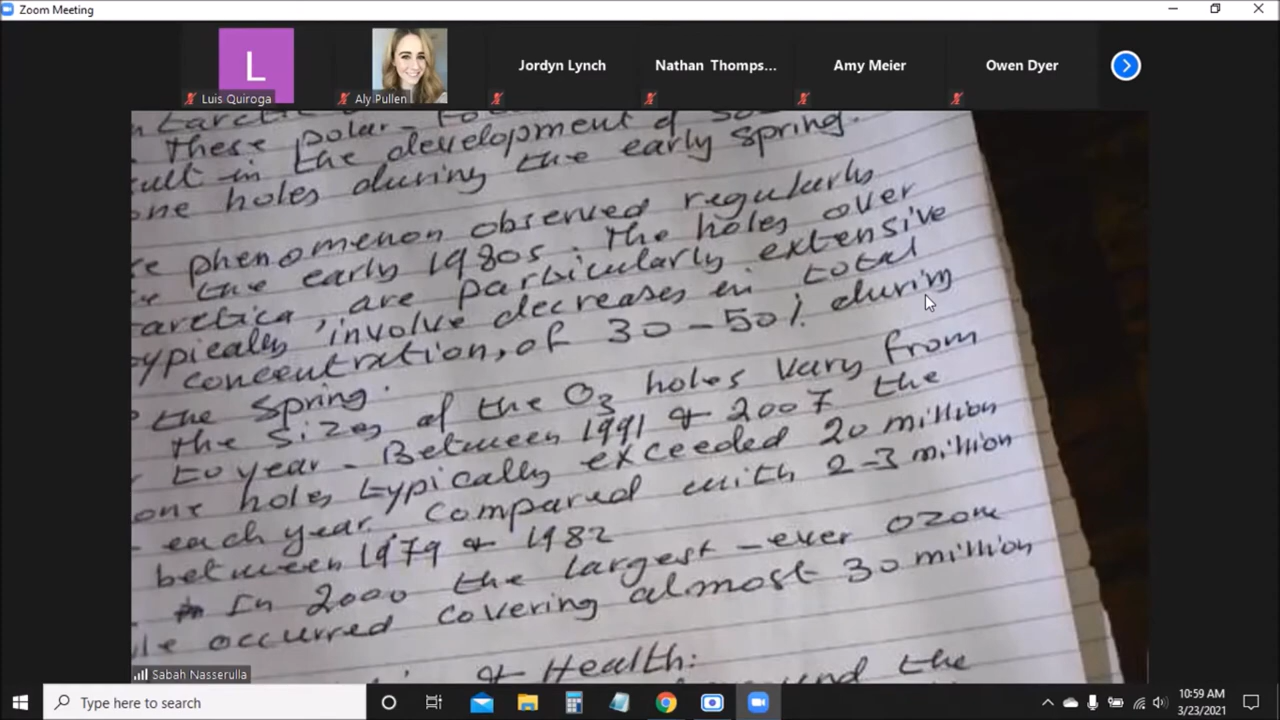 Zoom Meeting
L
Luis Quiroga
Aly Pullen
Jordyn Lynch
Nathan Thomps...
Amy Meier
Owen Dyer
These polar
in the development of
holes during the early spring.
phenomenon observed regularly
the early 1980s. The holes over
, are particularly extensive
typically involve decreases in total
concentration, of 30-50% during
the spring.
The sizes of the O3 holes vary from
to year - Between 1991 & 2007 the
holes typically exceeded 20 million
each year. compared with 2-3 million
between 1979 & 1982
In 2000 the largest-ever ozone
occurred covering almost 30 million
& Health:
the
Sabah Nasserulla
Type here to search
10:59 AM
3/23/2021